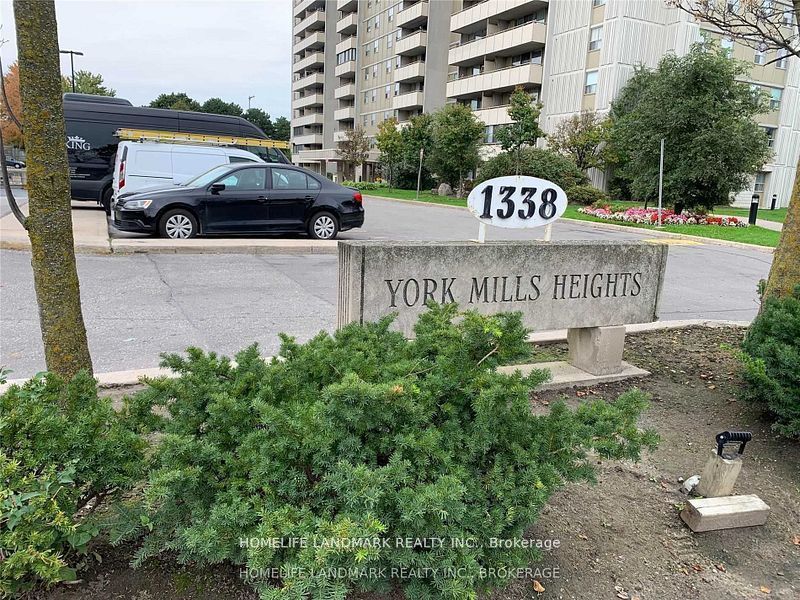 KING
1338
YORK MILLS HEIGHTS
HOMELIFE LANDMARK REALTY INC., Brokerage
HOMELIFE LANDMARK REALTY INC., BROKERAGE